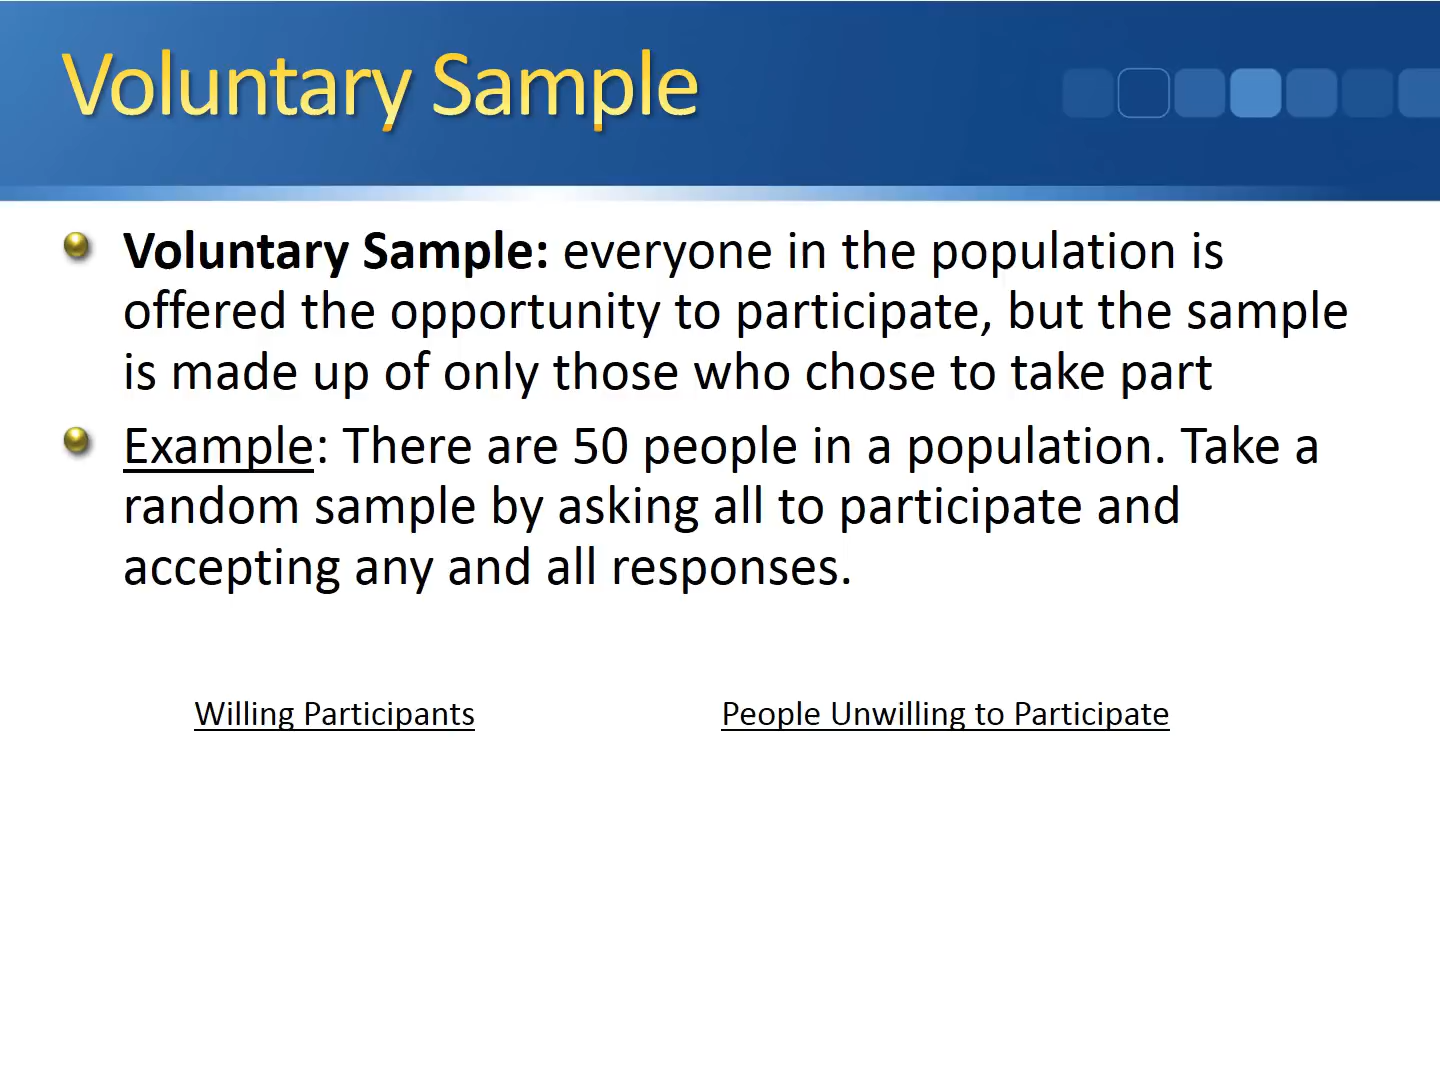 Voluntary Sample
Voluntary Sample: everyone in the population is
offered the opportunity to participate, but the sample
is made up of only those who chose to take part
Example: There are 50 people in a population. Take a
random sample by asking all to participate and
accepting any and all responses.
Willing Participants
People Unwilling to Participate